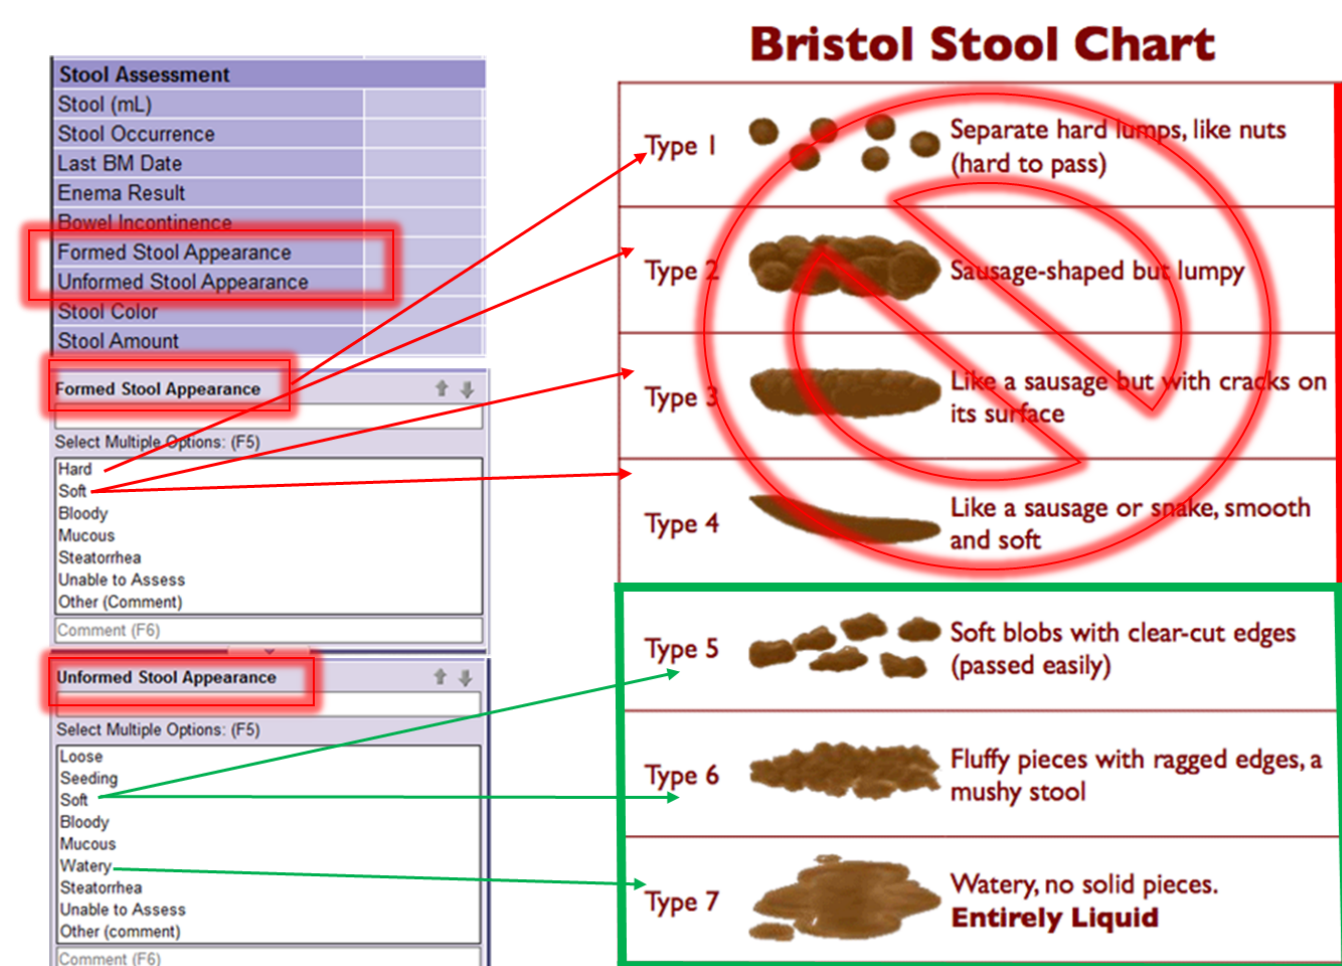 Bristol Stool Chart
Stool Assessment
Stool (mL)
Stool Occurrence
Last BM Date
Enema Result
Bowel Incontinence
Formed Stool Appearance
Unformed Stool Appearance
Stool Color
Stool Amount
Formed Stool Appearance
Select Multiple Options: (F5)
Hard
Soft
Bloody
Mucous
Steatorrhea
Unable to Assess
Other (Comment)
Comment (F6)
Unformed Stool Appearance
Select Multiple Options: (F5)
Loose
Seeding
Soft
Bloody
Mucous
Watery
Steatorrhea
Unable to Assess
Other (comment)
Comment (F6)
Type 1
Separate hard lumps, like nuts
(hard to pass)
Type 2
Sausage-shaped but lumpy
Type 3
Like a sausage but with cracks on
its surface
Type 4
Like a sausage or snake, smooth
and soft
Type 5
Soft blobs with clear-cut edges
(passed easily)
Type 6
Fluffy pieces with ragged edges, a
mushy stool
Type 7
Watery, no solid pieces.
Entirely Liquid